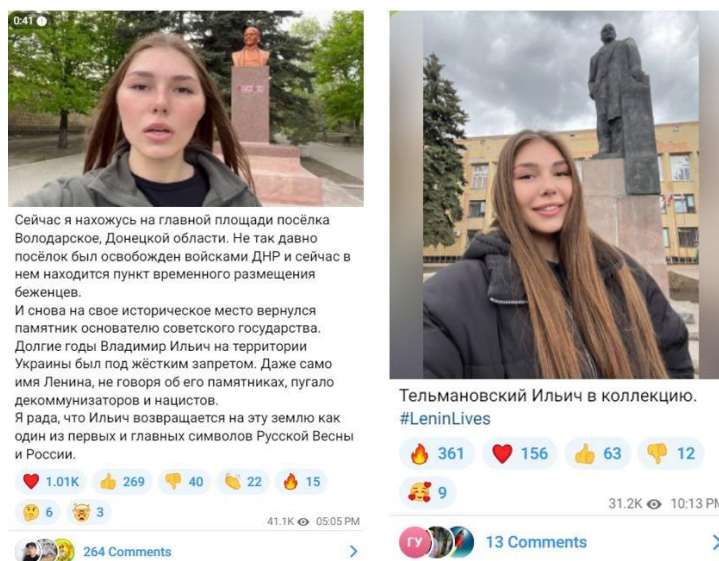 0:41
Сейчас я нахожусь на главной площади посёлка
Володарское, Донецкой области. Не так давно
посёлок был освобожден войсками ДНР и сейчас в
нем находится пункт временного размещения
беженцев.
И снова на свое историческое место вернулся
памятник основателю советского государства.
Долгие годы Владимир Ильич на территории
Украины был под жёстким запретом. Даже само
имя Ленина, не говоря об его памятниках, пугало
декоммунизаторов и нацистов.
Я рада, что Ильич возвращается на эту землю как
один из первых и главных символов Русской Весны
и России.
1.01K 269 40 22 15
6 3
41.1K 05:05 PM
264 Comments
Тельмановский Ильич в коллекцию.
#LeninLives
361 156 63 12
9
31.2K 10:13 PM
ГУ
13 Comments